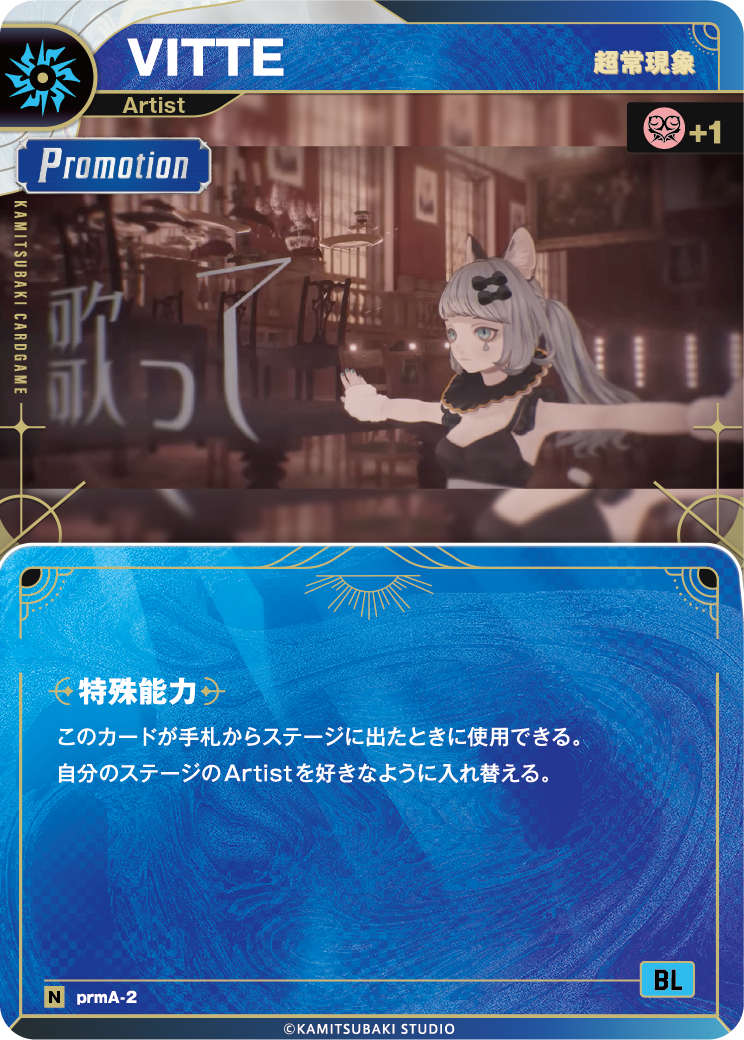 VITTE
超常現象
Artist
+1
Promotion
KAMITSUBAKI CARDGAME
歌って
特殊能力
このカードが手札からステージに出たときに使用できる。
自分のステージのArtistを好きなように入れ替える。
BL
N prmA-2
©KAMITSUBAKI STUDIO